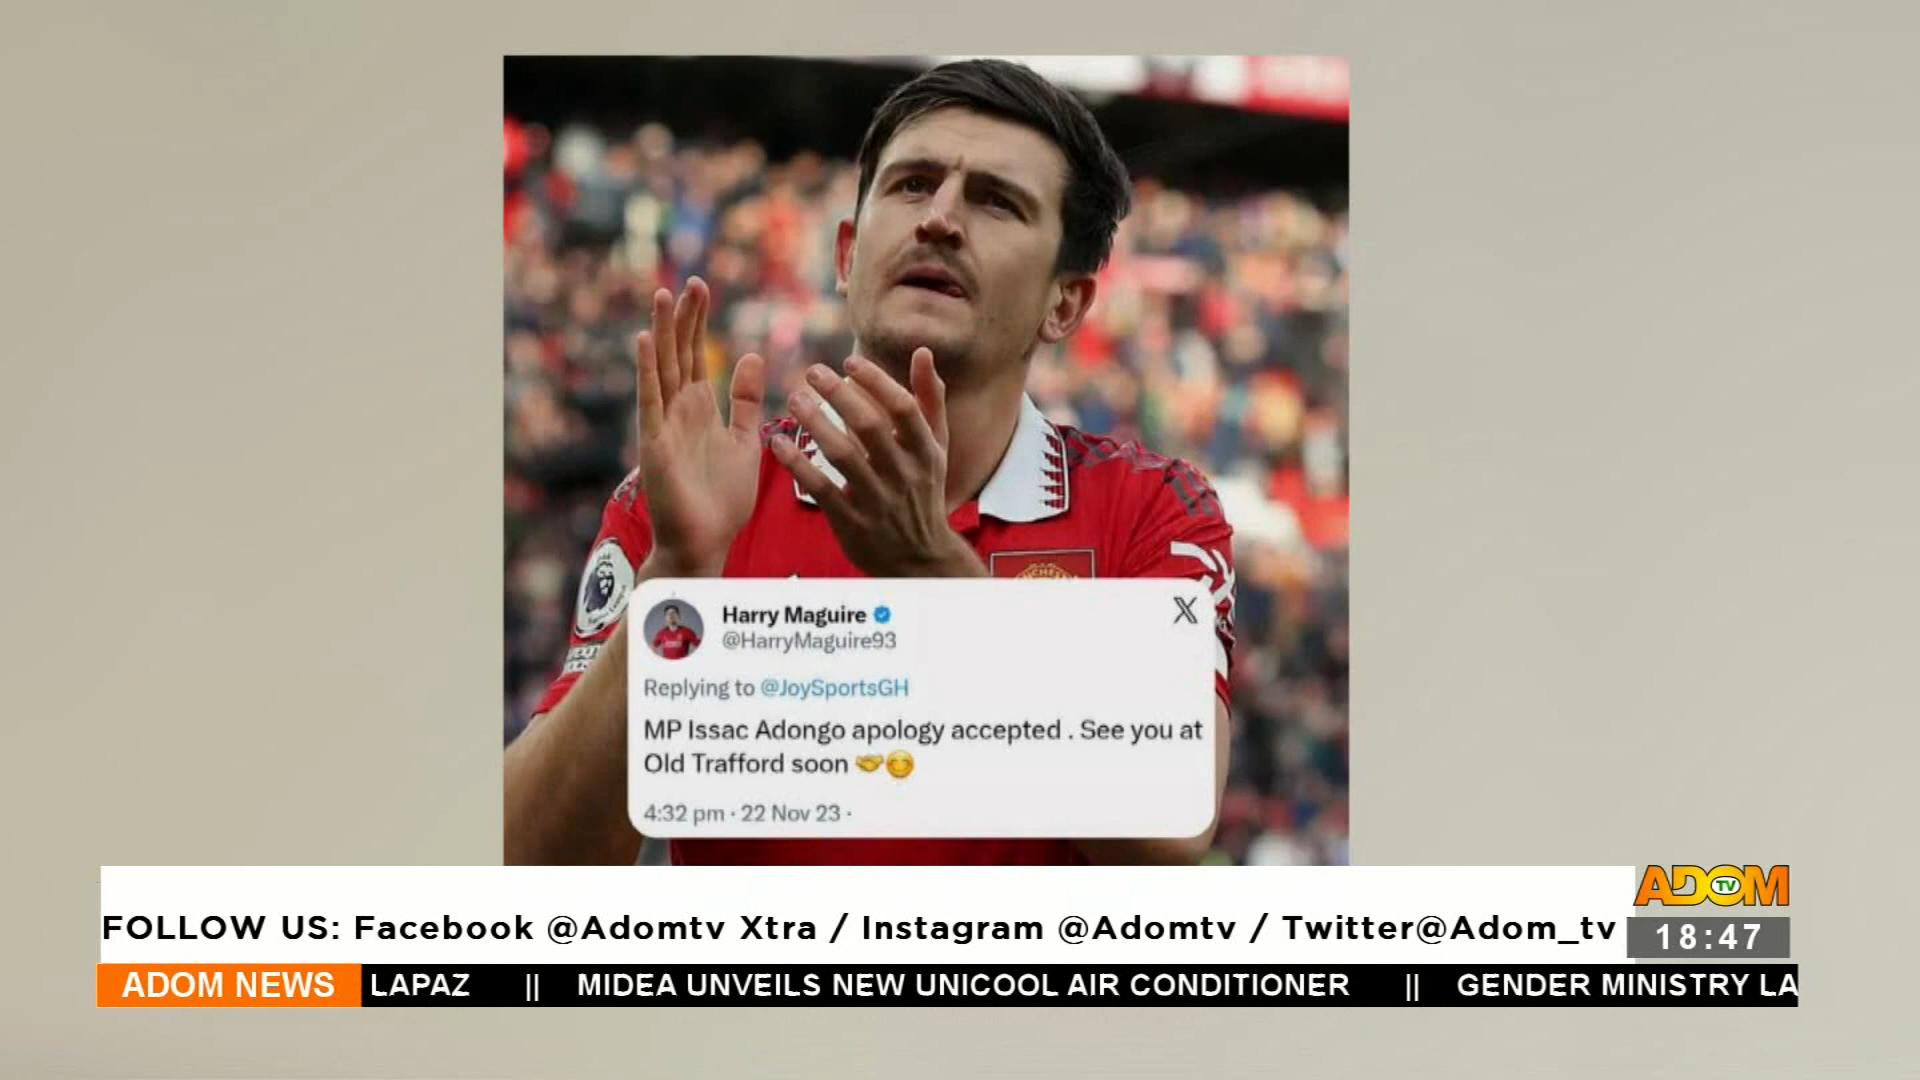 Harry Maguire
@HarryMaguire93
Replying to @JoySportsGH
MP Issac Adongo apology accepted . See you at
Old Trafford soon 🤝😊
4:32 pm · 22 Nov 23 ·
ADOM
TV
FOLLOW US: Facebook @Adomtv Xtra / Instagram @Adomtv / Twitter@Adom_tv
18:47
ADOM NEWS LAPAZ || MIDEA UNVEILS NEW UNICOOL AIR CONDITIONER || GENDER MINISTRY LA